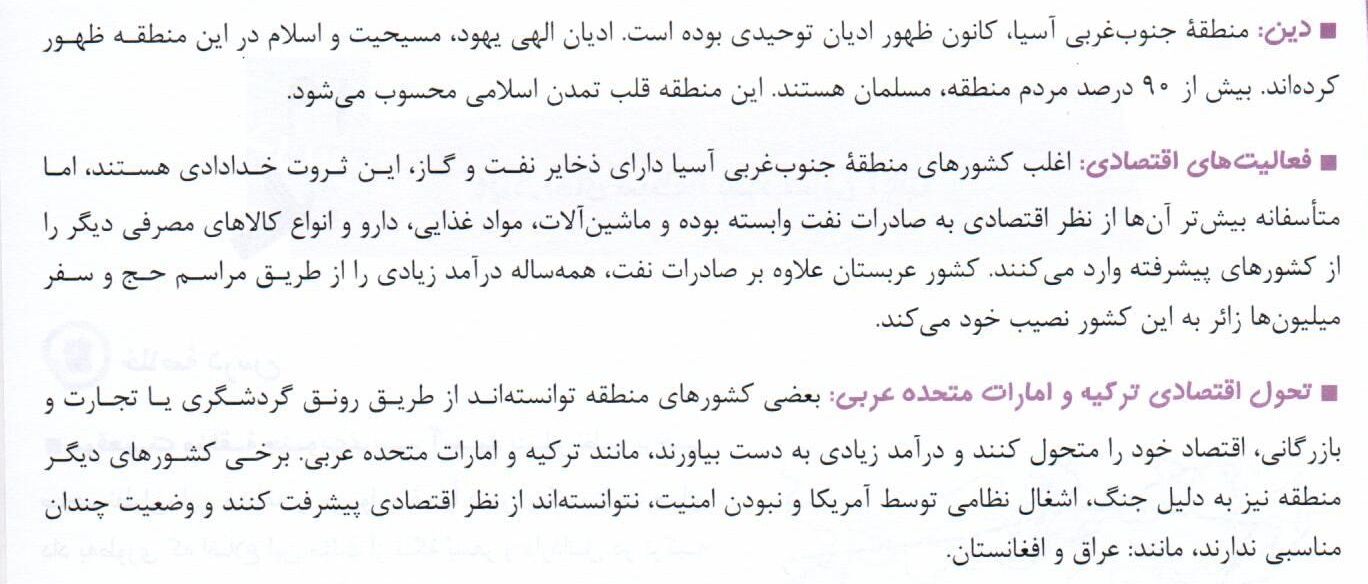 ■ دین: منطقهٔ جنوب‌غربی آسیا، کانون ظهور ادیان توحیدی بوده است. ادیان الهی یهود، مسیحیت و اسلام در این منطقه ظهور
کرده‌اند. بیش از ۹۰ درصد مردم منطقه، مسلمان هستند. این منطقه قلب تمدن اسلامی محسوب می‌شود.
■ فعالیت‌های اقتصادی: اغلب کشورهای منطقهٔ جنوب‌غربی آسیا دارای ذخایر نفت و گاز، این ثروت خدادادی هستند، اما
متأسفانه بیش‌تر آن‌ها از نظر اقتصادی به صادرات نفت وابسته بوده و ماشین‌آلات، مواد غذایی، دارو و انواع کالاهای مصرفی دیگر را
از کشورهای پیشرفته وارد می‌کنند. کشور عربستان علاوه بر صادرات نفت، همه‌ساله درآمد زیادی را از طریق مراسم حج و سفر
میلیون‌ها زائر به این کشور نصیب خود می‌کند.
■ تحول اقتصادی ترکیه و امارات متحده عربی: بعضی کشورهای منطقه توانسته‌اند از طریق رونق گردشگری یا تجارت و
بازرگانی، اقتصاد خود را متحول کنند و درآمد زیادی به دست بیاورند، مانند ترکیه و امارات متحده عربی. برخی کشورهای دیگر
منطقه نیز به دلیل جنگ، اشغال نظامی توسط آمریکا و نبودن امنیت، نتوانسته‌اند از نظر اقتصادی پیشرفت کنند و وضعیت چندان
مناسبی ندارند، مانند: عراق و افغانستان.